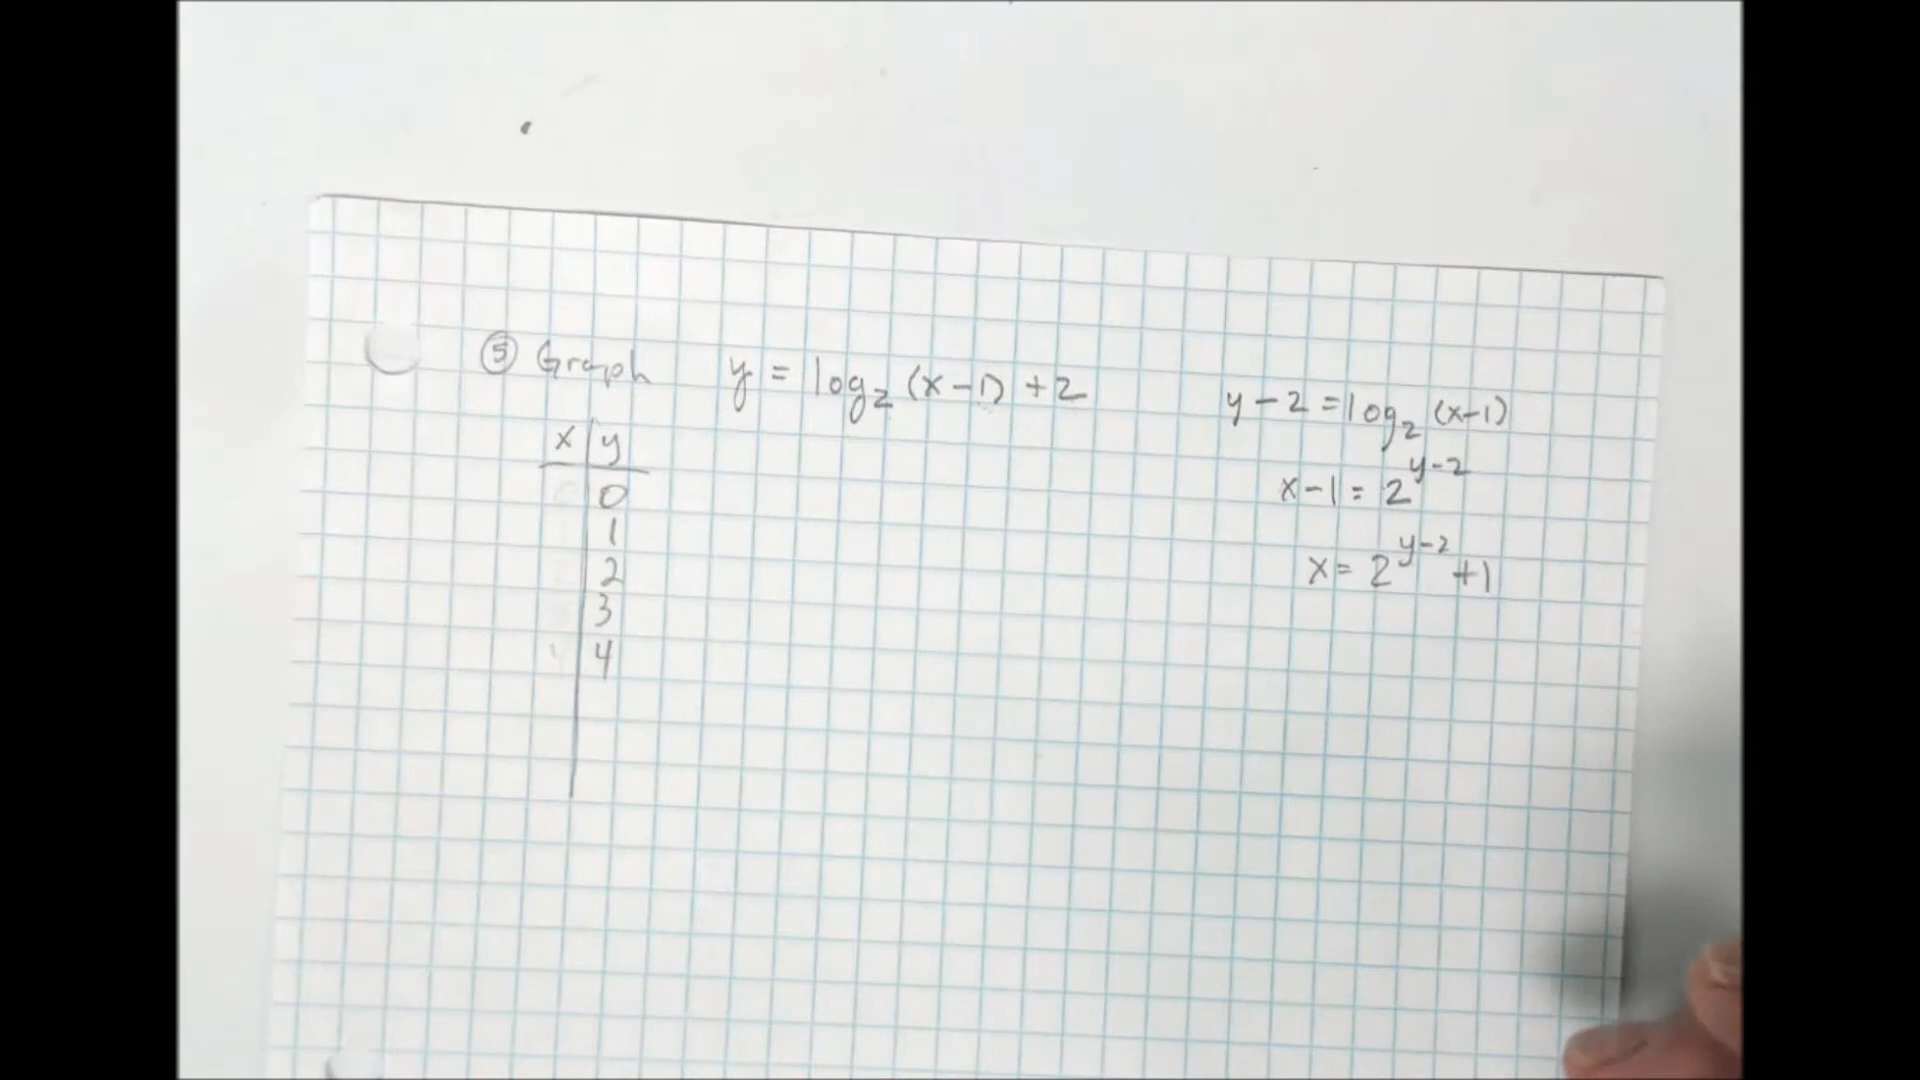 ⑤ Graph y = log₂ (x-1) + 2
x | y
0
1
2
3
4
y - 2 = log₂ (x-1)
x - 1 = 2^(y-2)
x = 2^(y-2) + 1